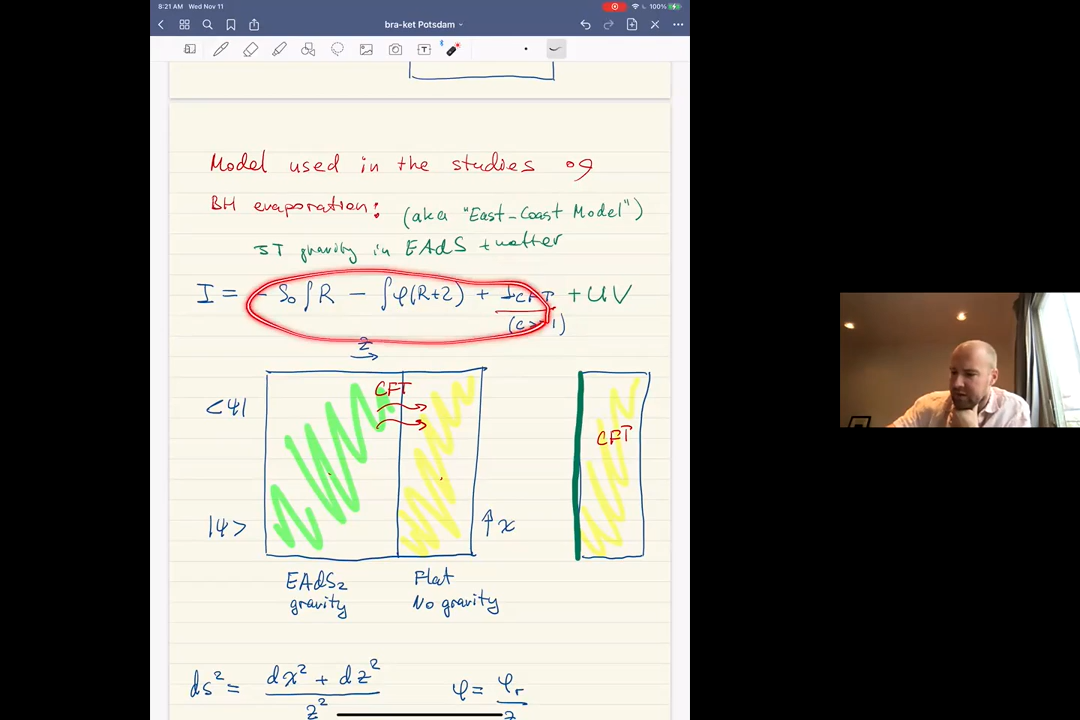 8:21 AM Wed Nov 11
100%
bra-ket Potsdam
Model used in the studies of
BH evaporation: (aka "East-Coast Model")
JT gravity in EAdS + matter
I = - S₀∫R - ∫φ(R+2) + I_CFT + UV
(c>>1)
z
CFT
<Ψ|
CFT
|Ψ>
x
EAdS₂
Flat
gravity
No gravity
ds² = (dx² + dz²)/z² φ = φᵣ/z